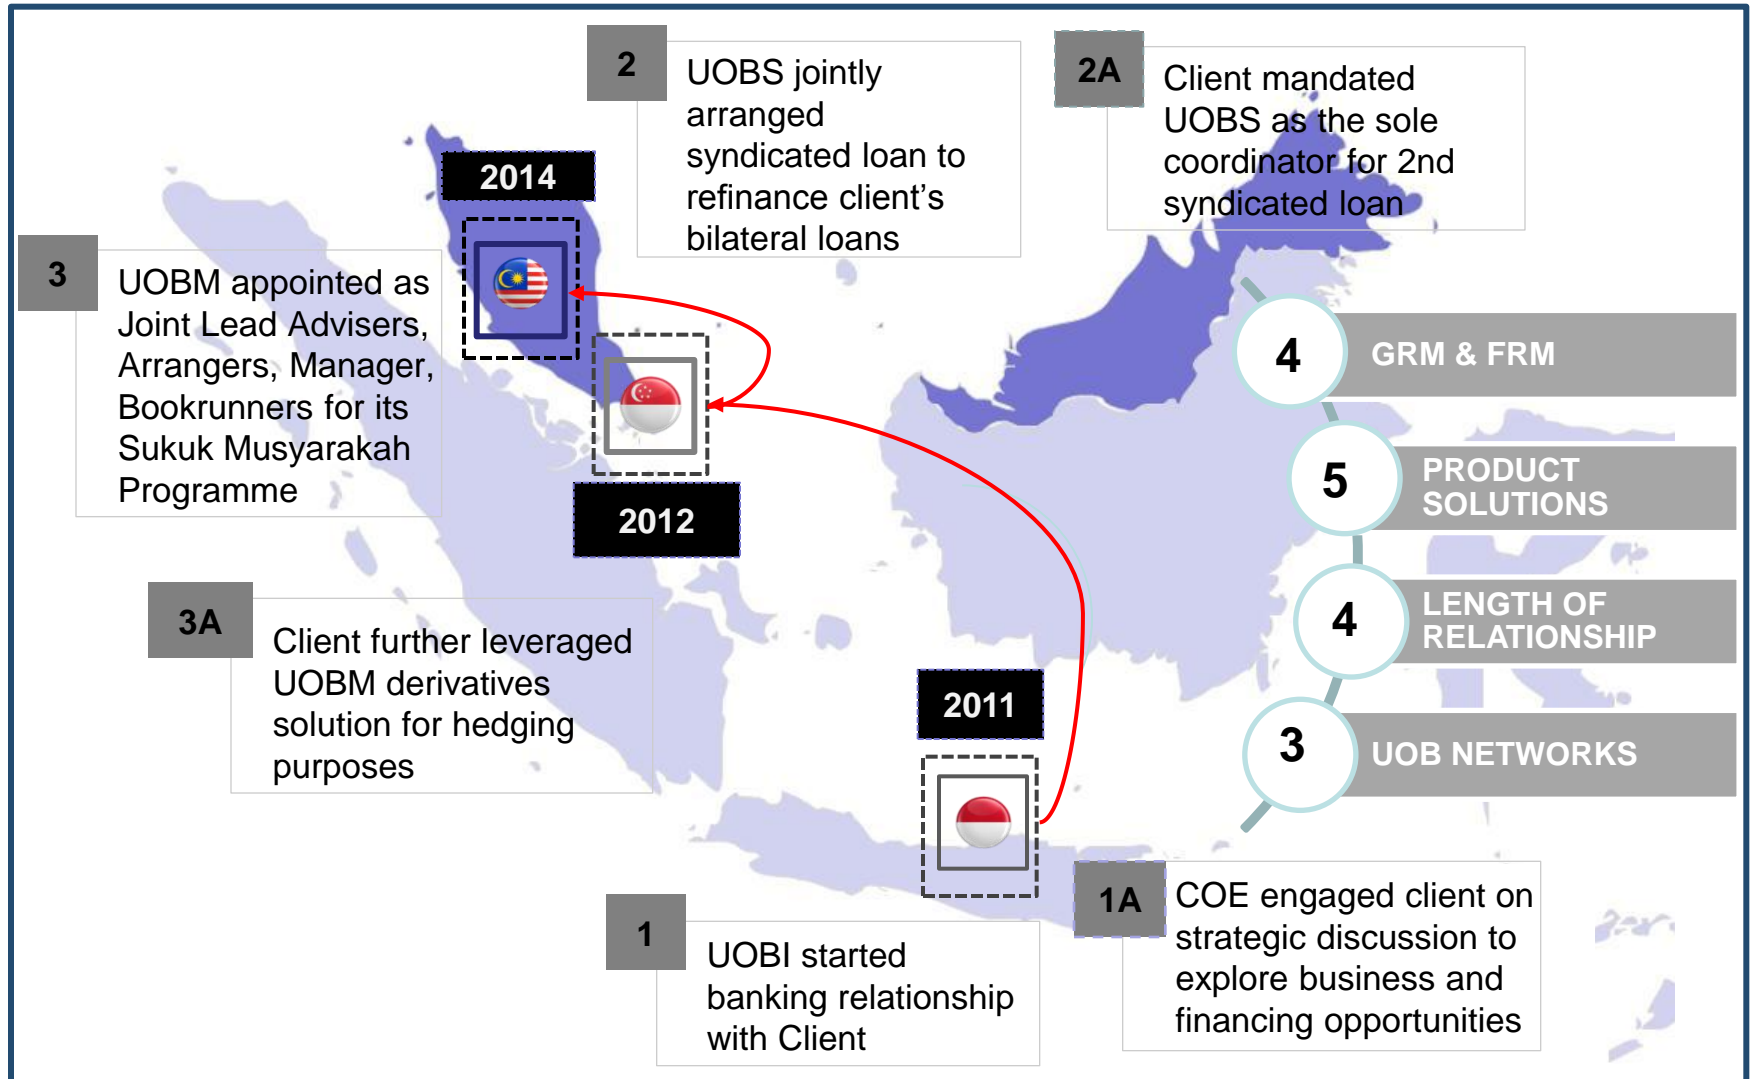 2
UOBS jointly
arranged
syndicated loan to
refinance client’s
bilateral loans
2A
Client mandated
UOBS as the sole
coordinator for 2nd
syndicated loan
2014
3
UOBM appointed as
Joint Lead Advisers,
Arrangers, Manager,
Bookrunners for its
Sukuk Musyarakah
Programme
2012
4
GRM & FRM
5
PRODUCT
SOLUTIONS
4
LENGTH OF
RELATIONSHIP
3
UOB NETWORKS
3A
Client further leveraged
UOBM derivatives
solution for hedging
purposes
2011
1
UOBI started
banking relationship
with Client
1A
COE engaged client on
strategic discussion to
explore business and
financing opportunities